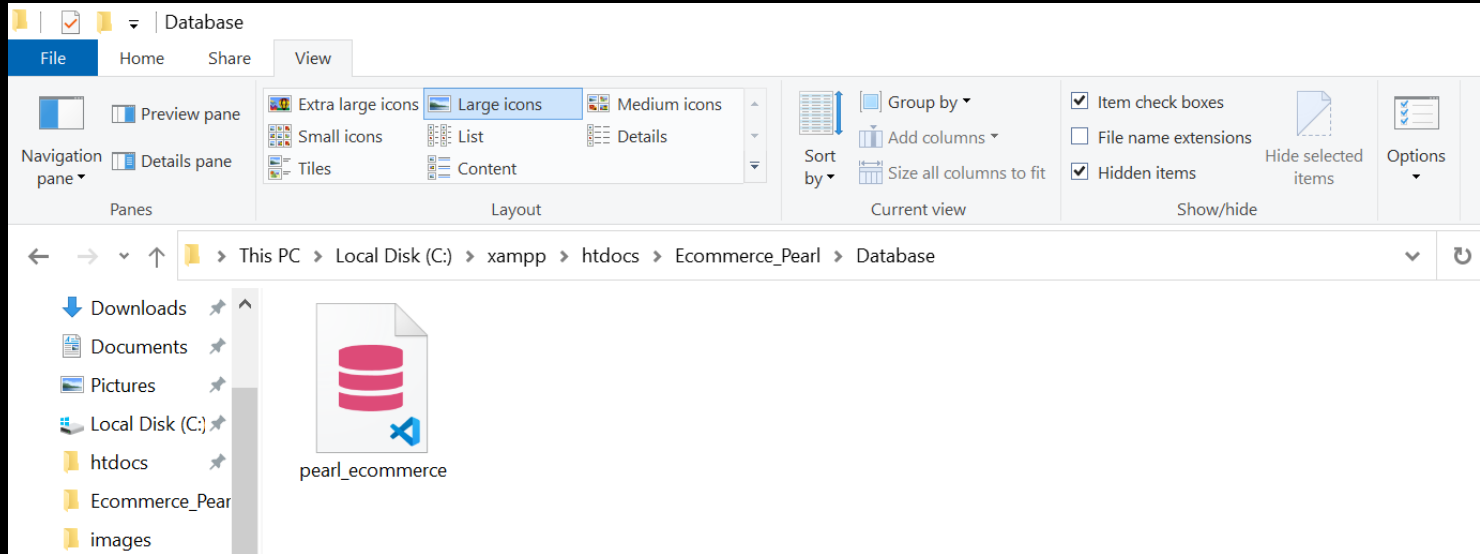 Database
File Home Share View
Navigation pane
Preview pane
Details pane
Panes
Extra large icons Large icons Medium icons
Small icons List Details
Tiles Content
Layout
Sort by
Group by
Add columns
Size all columns to fit
Current view
Item check boxes
File name extensions
Hidden items
Hide selected items
Show/hide
Options
This PC > Local Disk (C:) > xampp > htdocs > Ecommerce_Pearl > Database
Downloads
Documents
Pictures
Local Disk (C:)
htdocs
Ecommerce_Pear
images
pearl_ecommerce